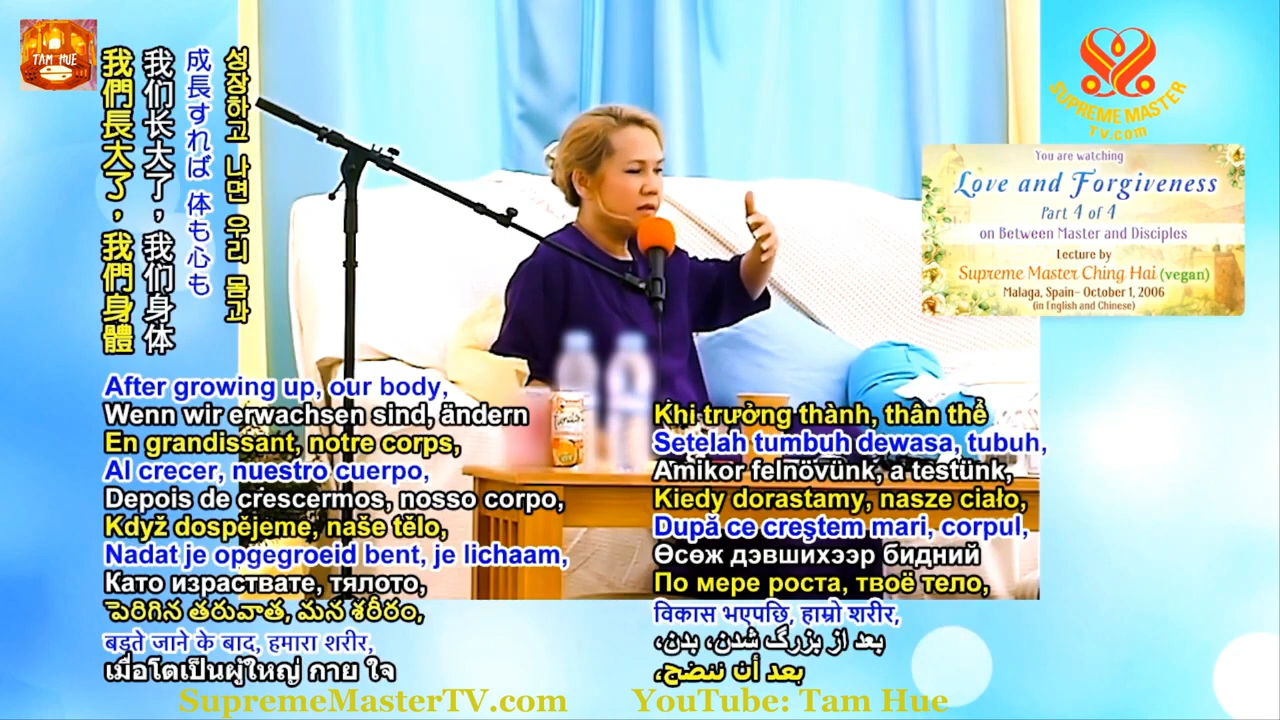 TAM HUE
我們長大了，我們身體
我们长大了，我们身体
成長すれば 体も心も
성장하고 나면 우리 몸과
SUPREME MASTER
TV.com
You are watching
Love and Forgiveness
Part 4 of 4
on Between Master and Disciples
Lecture by
Supreme Master Ching Hai (vegan)
Malaga, Spain– October 1, 2006
(in English and Chinese)
After growing up, our body,
Wenn wir erwachsen sind, ändern
En grandissant, notre corps,
Al crecer, nuestro cuerpo,
Depois de crescermos, nosso corpo,
Když dospějeme, naše tělo,
Nadat je opgegroeid bent, je lichaam,
Като израствате, тялото,
పెరిగిన తరువాత, మన శరీరం,
बड़ते जाने के बाद, हमारा शरीर,
เมื่อโตเป็นผู้ใหญ่ กาย ใจ
Khi trưởng thành, thân thể
Setelah tumbuh dewasa, tubuh,
Amikor felnövünk, a testünk,
Kiedy dorastamy, nasze ciało,
După ce creştem mari, corpul,
Өсөж дэвшихээр бидний
По мере роста, твоё тело,
विकास भएपछि, हाम्रो शरीर,
بعد از بزرگ شدن، بدن،
بعد أن ننضج،
SupremeMasterTV.com
YouTube: Tam Hue